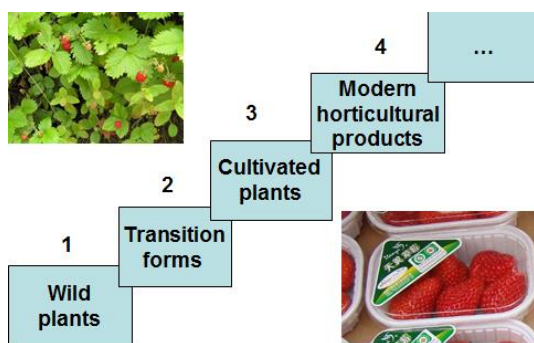 4
...
Modern
horticultural
products
3
Cultivated
plants
2
Transition
forms
1
Wild
plants